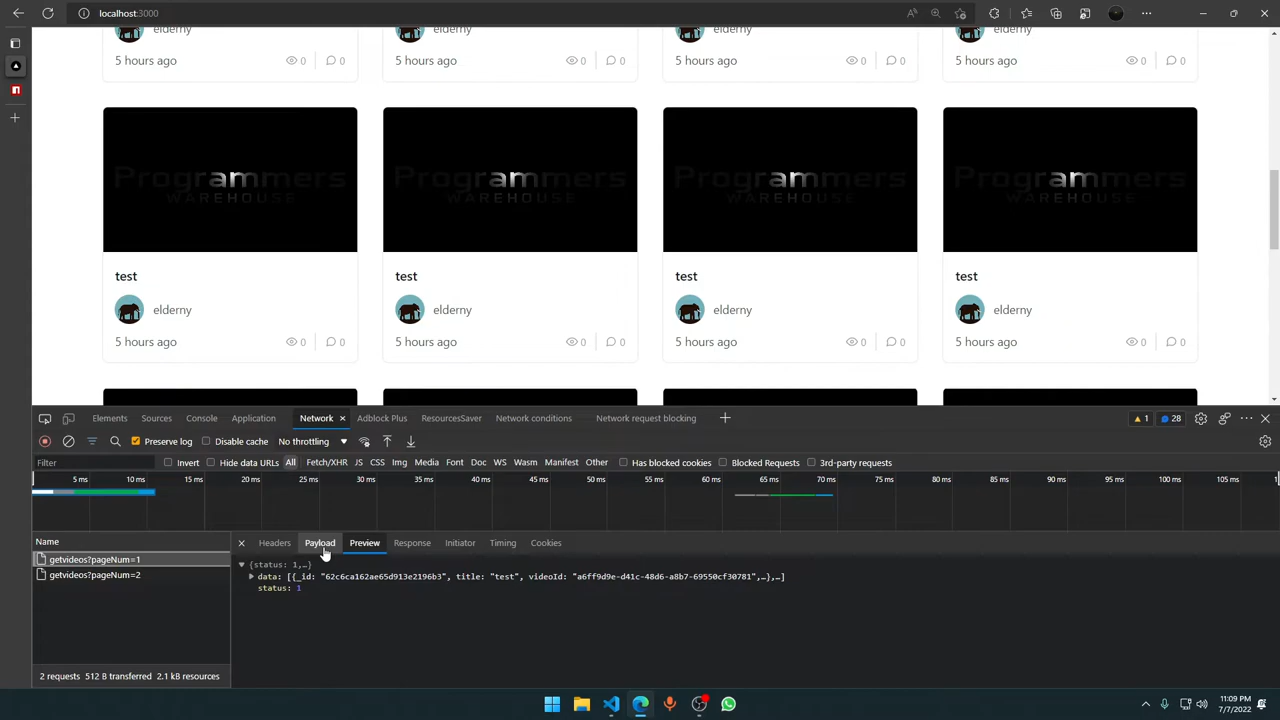 localhost:3000
elderny elderny elderny elderny
5 hours ago 0 0 5 hours ago 0 0 5 hours ago 0 0 5 hours ago 0 0
Programmers Programmers Programmers Programmers
WAREHOUSE WAREHOUSE WAREHOUSE WAREHOUSE
test test test test
elderny elderny elderny elderny
5 hours ago 0 0 5 hours ago 0 0 5 hours ago 0 0 5 hours ago 0 0
Elements Sources Console Application Network Adblock Plus ResourcesSaver Network conditions Network request blocking 1 28
Preserve log Disable cache No throttling
Filter Invert Hide data URLs All Fetch/XHR JS CSS Img Media Font Doc WS Wasm Manifest Other Has blocked cookies Blocked Requests 3rd-party requests
5 ms 10 ms 15 ms 20 ms 25 ms 30 ms 35 ms 40 ms 45 ms 50 ms 55 ms 60 ms 65 ms 70 ms 75 ms 80 ms 85 ms 90 ms 95 ms 100 ms 105 ms 1
Name Headers Payload Preview Response Initiator Timing Cookies
getvideos?pageNum=1 {status: 1,…}
getvideos?pageNum=2 data: [{_id: "62c6ca162ae65d913e2196b3", title: "test", videoId: "a6ff9d9e-d41c-48d6-a8b7-69550cf30781",…},…]
status: 1
2 requests 512 B transferred 2.1 kB resources
11:09 PM
7/7/2022